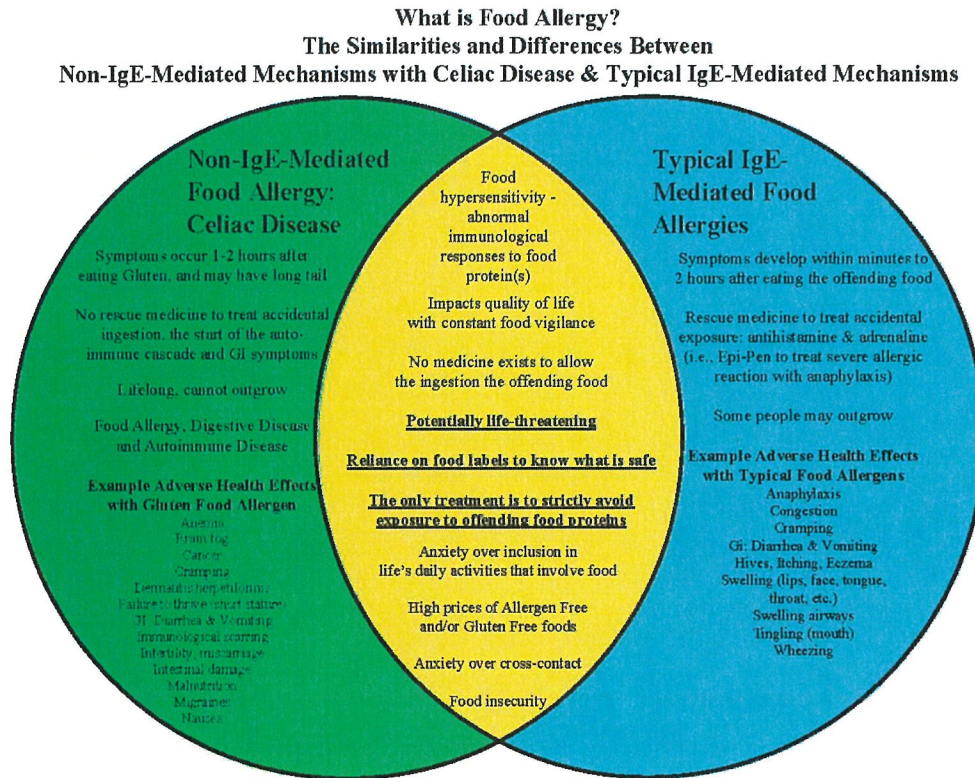 What is Food Allergy?
The Similarities and Differences Between
Non-IgE-Mediated Mechanisms with Celiac Disease & Typical IgE-Mediated Mechanisms
Non-IgE-Mediated
Food Allergy:
Celiac Disease
Symptoms occur 1-2 hours after
eating Gluten, and may have long tail
No rescue medicine to treat accidental
ingestion, the start of the auto-
immune cascade and GI symptoms
Lifelong, cannot outgrow
Food Allergy, Digestive Disease
and Autoimmune Disease
Example Adverse Health Effects
with Gluten Food Allergen
Anemia
Brain fog
Cancer
Cramping
Dermatitis herpetiformis
Failure to thrive (short stature)
GI: Diarrhea & Vomiting
Immunological scarring
Infertility, miscarriage
Intestinal damage
Malnutrition
Migraines
Nausea
Food
hypersensitivity -
abnormal
immunological
responses to food
protein(s)
Impacts quality of life
with constant food vigilance
No medicine exists to allow
the ingestion the offending food
Potentially life-threatening
Reliance on food labels to know what is safe
The only treatment is to strictly avoid
exposure to offending food proteins
Anxiety over inclusion in
life's daily activities that involve food
High prices of Allergen Free
and/or Gluten Free foods
Anxiety over cross-contact
Food insecurity
Typical IgE-
Mediated Food
Allergies
Symptoms develop within minutes to
2 hours after eating the offending food
Rescue medicine to treat accidental
exposure: antihistamine & adrenaline
(i.e., Epi-Pen to treat severe allergic
reaction with anaphylaxis)
Some people may outgrow
Example Adverse Health Effects
with Typical Food Allergens
Anaphylaxis
Congestion
Cramping
Gi: Diarrhea & Vomiting
Hives, Itching, Eczema
Swelling (lips, face, tongue,
throat, etc.)
Swelling airways
Tingling (mouth)
Wheezing